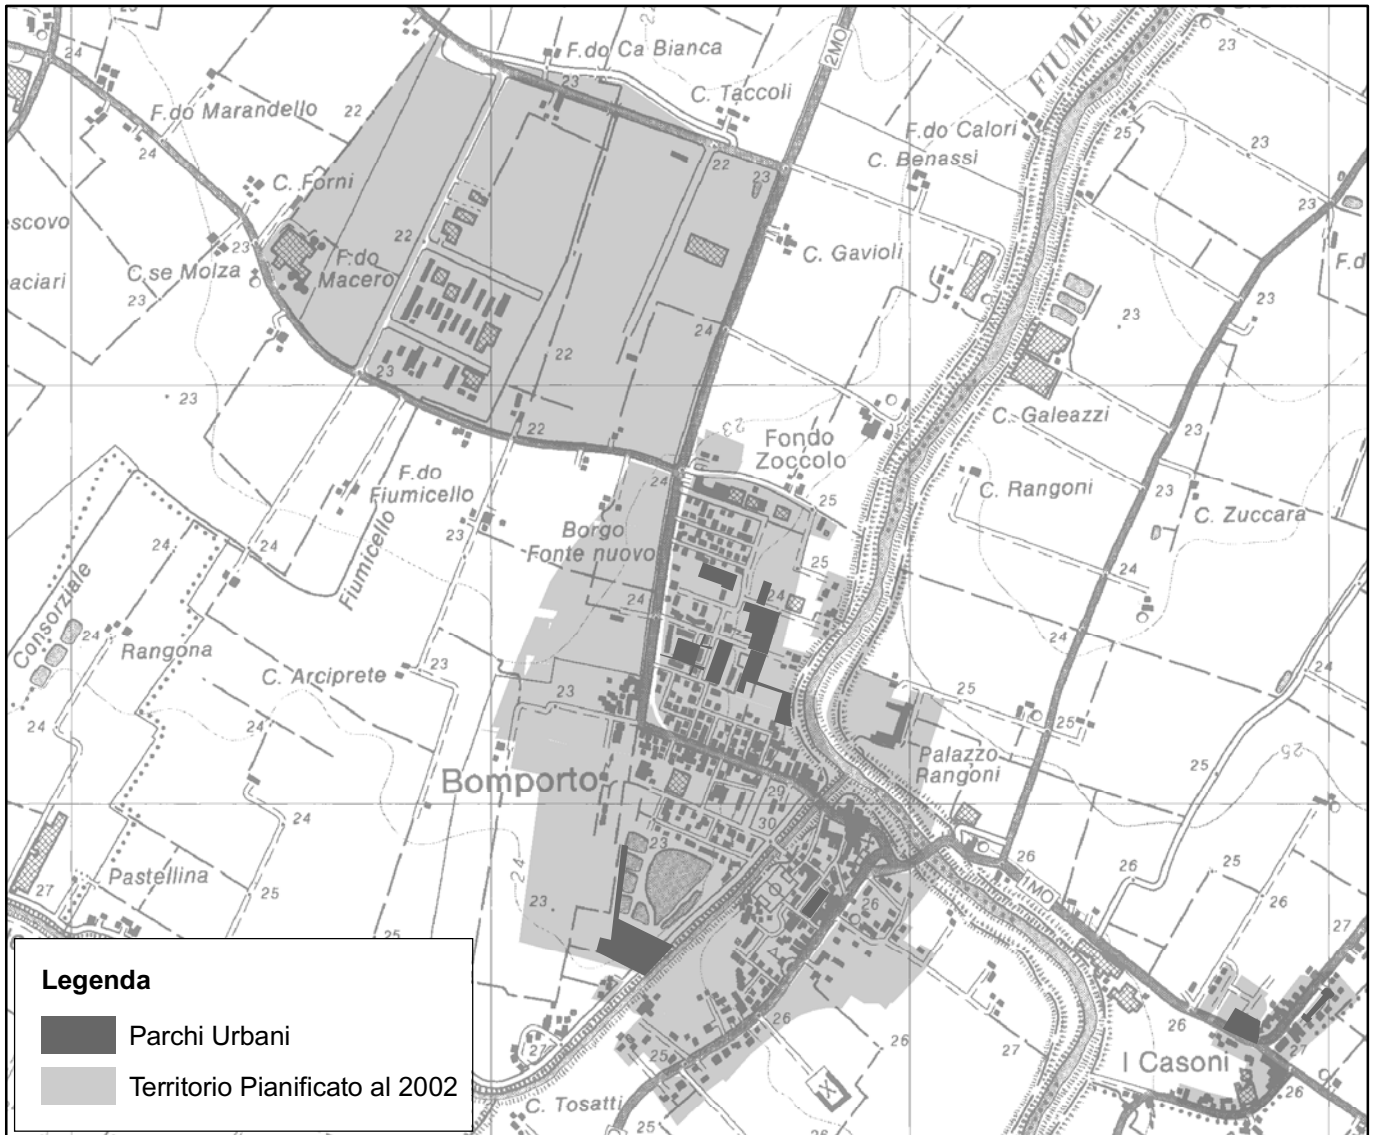 F.do Ca Bianca
2MO
FIUME
C. Taccoli
F.do Marandello
F.do Calori
C. Benassi
C. Forni
scovo
C. Gavioli
C.se Molza
F.do
Macero
aciari
F.d
C. Galeazzi
Fondo
Zoccolo
F.do
Fiumicello
C. Rangoni
C. Zuccara
Borgo
Fonte nuovo
Fiumicello
Consorziale
Rangona
C. Arciprete
Palazzo
Rangoni
Bomporto
Pastellina
1MO
I Casoni
C. Tosatti
Legenda
Parchi Urbani
Territorio Pianificato al 2002